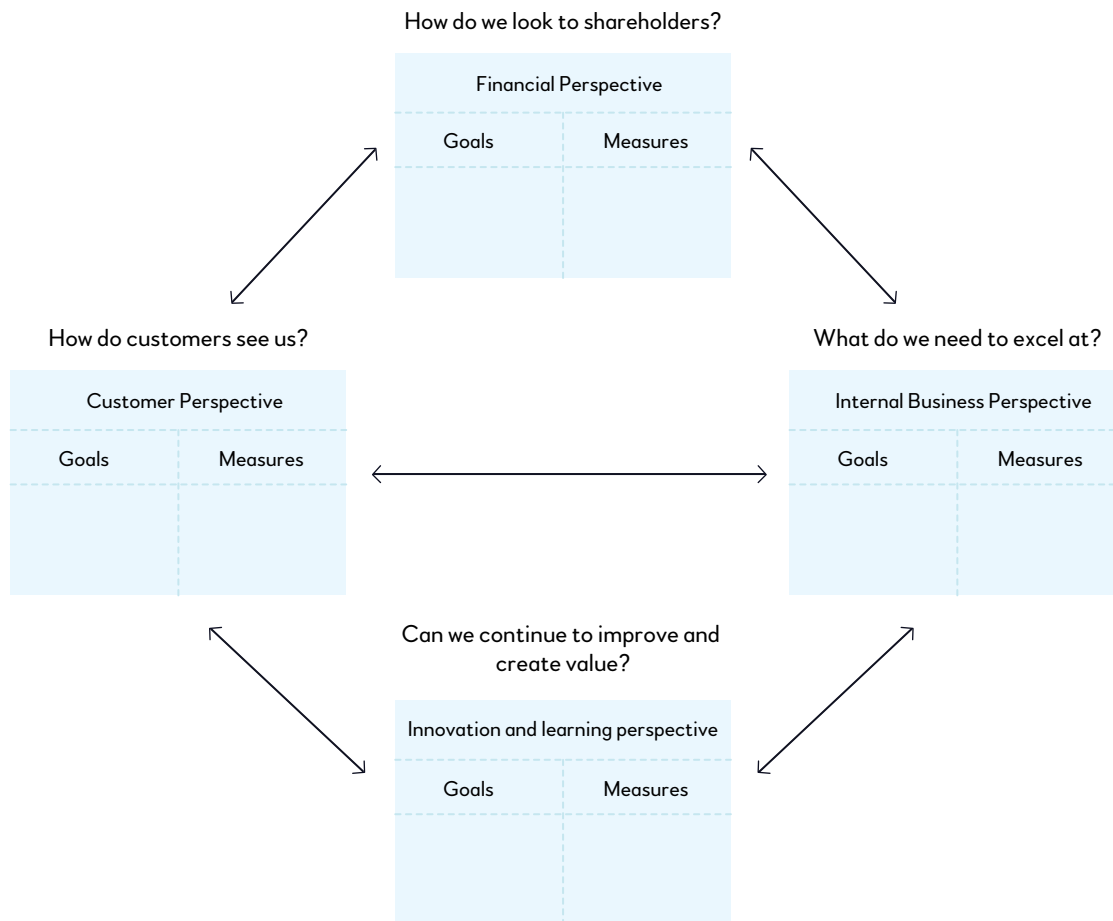 How do we look to shareholders?
Financial Perspective
Goals
Measures
How do customers see us?
Customer Perspective
Goals
Measures
What do we need to excel at?
Internal Business Perspective
Goals
Measures
Can we continue to improve and
create value?
Innovation and learning perspective
Goals
Measures